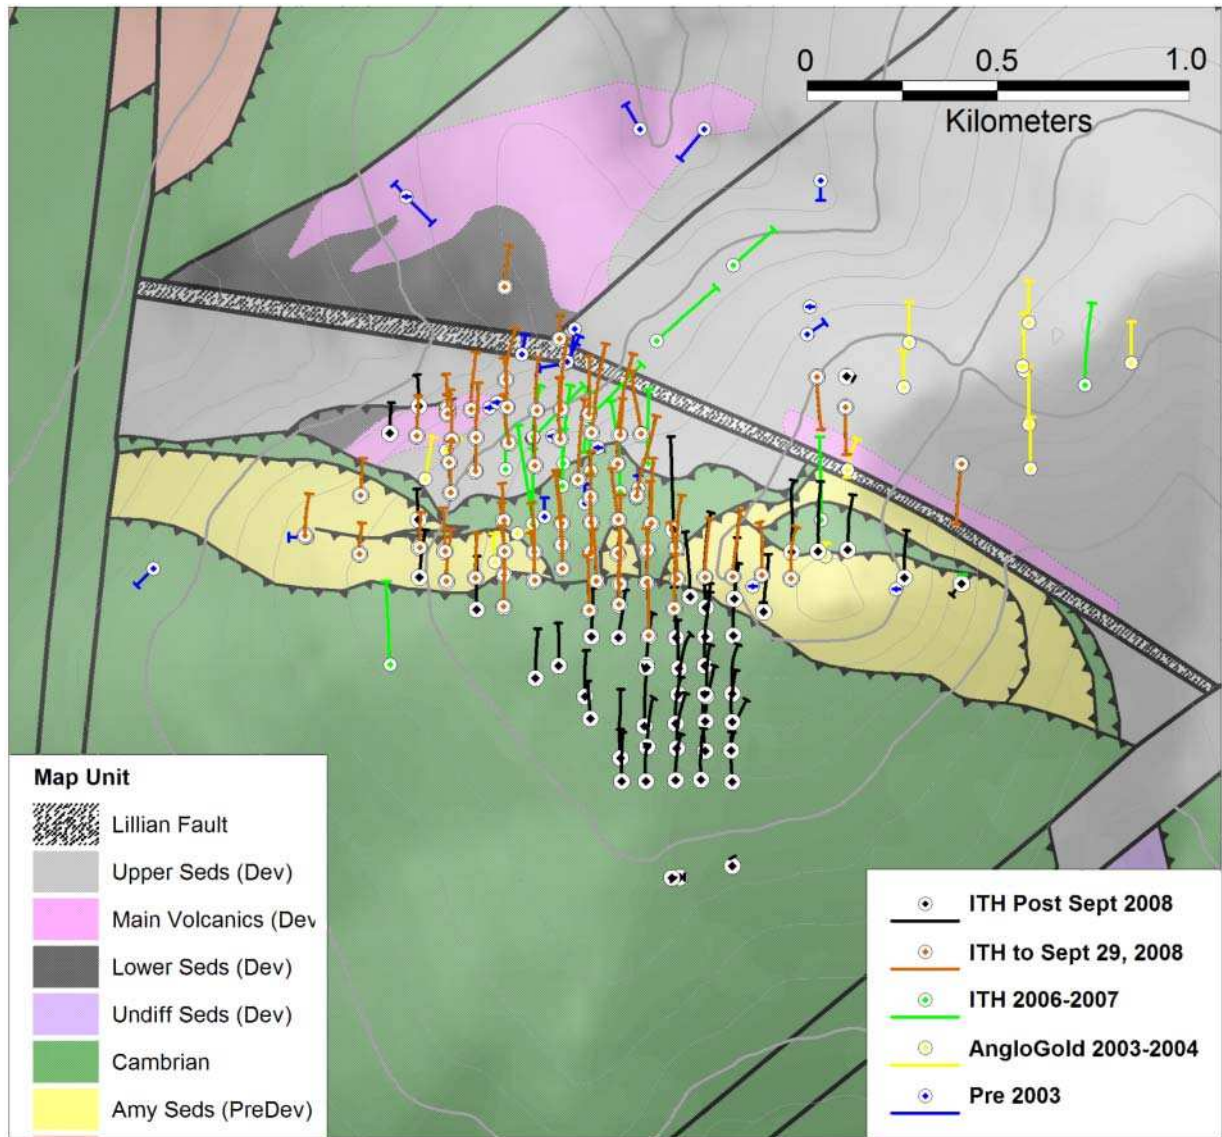 0 0.5 1.0
Kilometers
Map Unit
Lillian Fault
Upper Seds (Dev)
Main Volcanics (Dev
Lower Seds (Dev)
Undiff Seds (Dev)
Cambrian
Amy Seds (PreDev)
ITH Post Sept 2008
ITH to Sept 29, 2008
ITH 2006-2007
AngloGold 2003-2004
Pre 2003